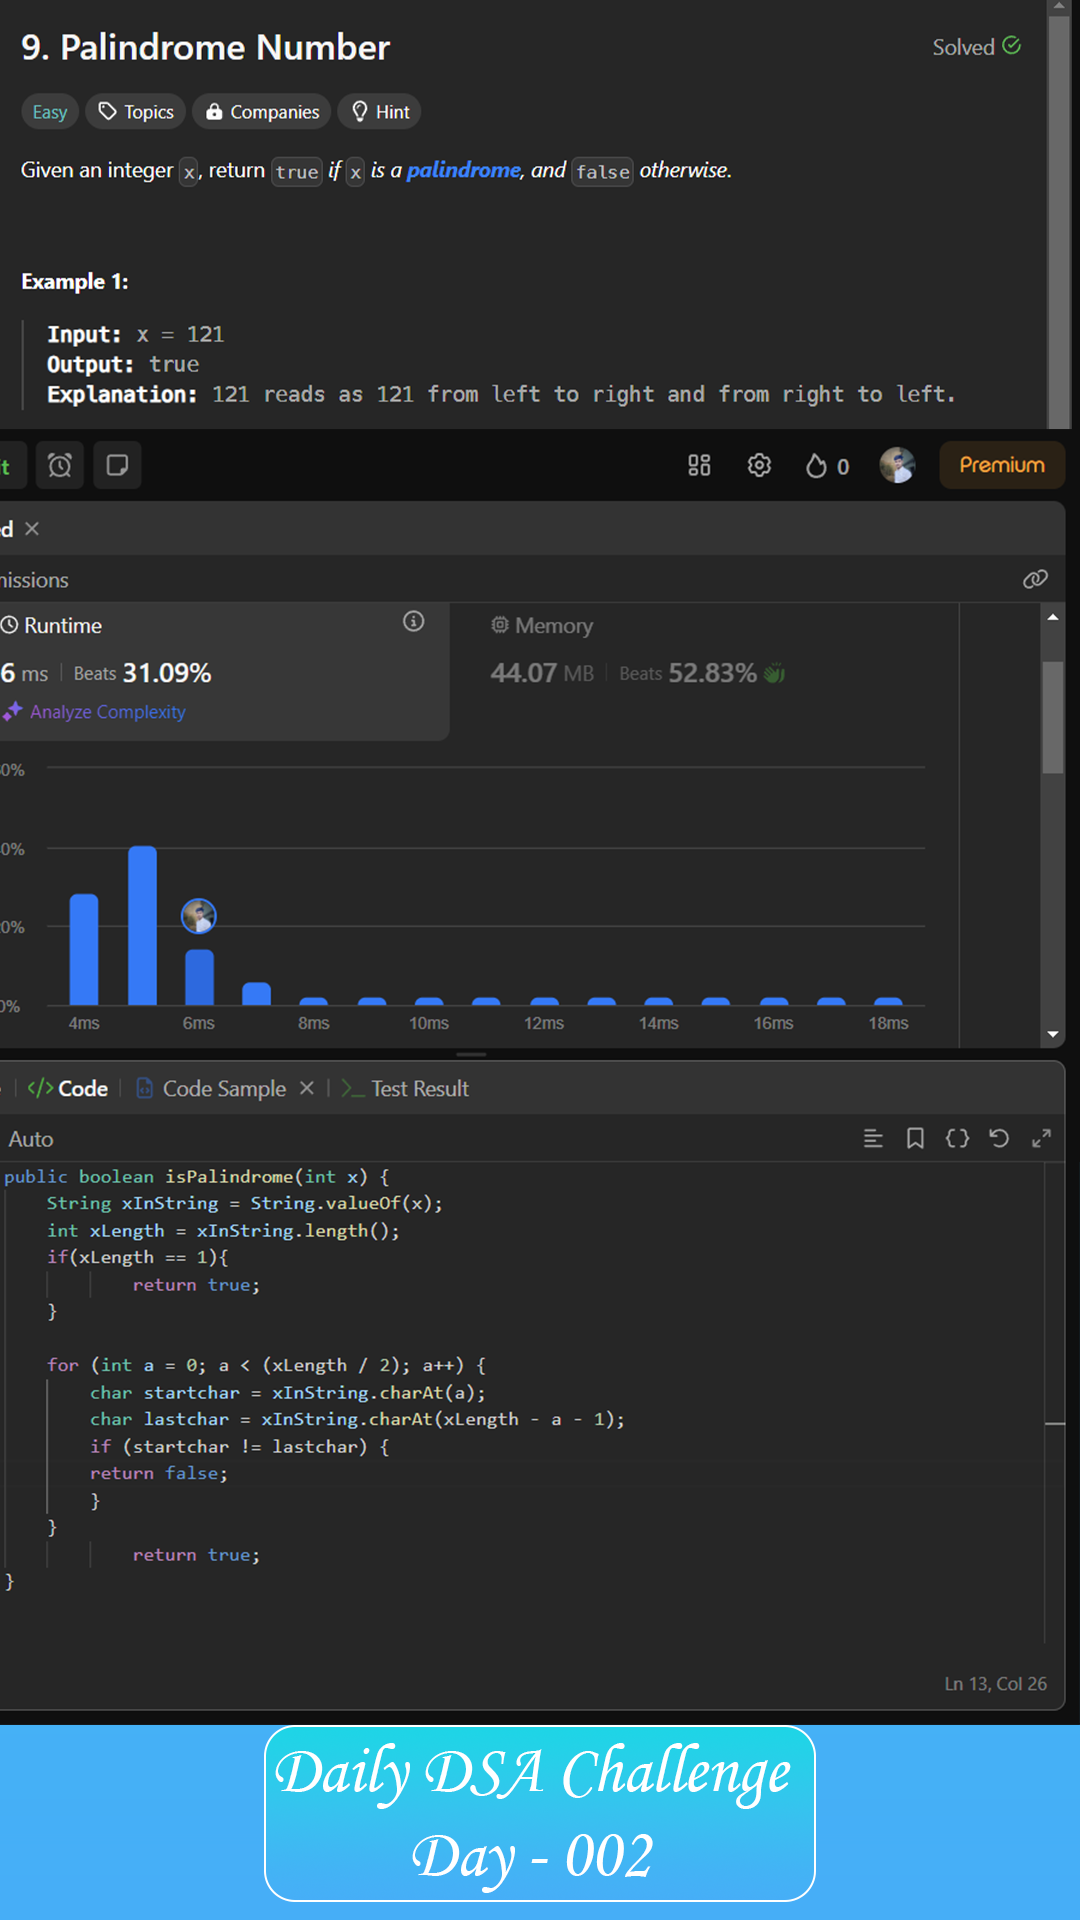 9. Palindrome Number
Solved
Easy Topics Companies Hint
Given an integer x, return true if x is a palindrome, and false otherwise.
Example 1:
Input: x = 121
Output: true
Explanation: 121 reads as 121 from left to right and from right to left.
t 0 Premium
d
missions
Runtime Memory
6 ms Beats 31.09% 44.07 MB Beats 52.83%
Analyze Complexity
0%
0%
20%
0%
4ms 6ms 8ms 10ms 12ms 14ms 16ms 18ms
</> Code Code Sample Test Result
Auto
public boolean isPalindrome(int x) {
String xInString = String.valueOf(x);
int xLength = xInString.length();
if(xLength == 1){
return true;
}
for (int a = 0; a < (xLength / 2); a++) {
char startchar = xInString.charAt(a);
char lastchar = xInString.charAt(xLength - a - 1);
if (startchar != lastchar) {
return false;
}
}
return true;
}
Ln 13, Col 26
Daily DSA Challenge
Day - 002